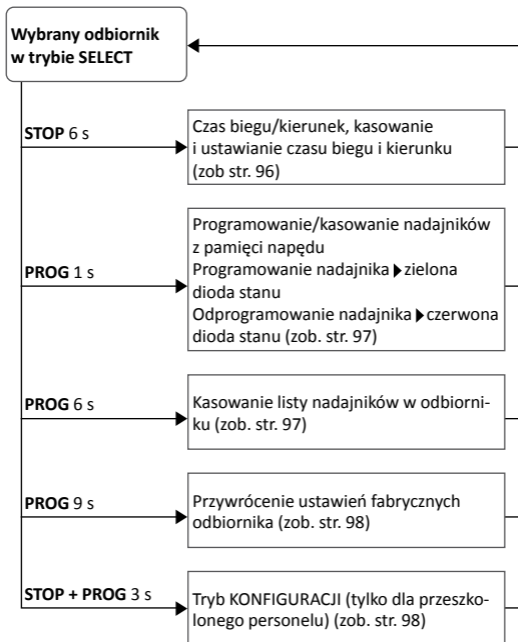 Wybrany odbiornik
w trybie SELECT
STOP 6 s
Czas biegu/kierunek, kasowanie
i ustawianie czasu biegu i kierunku
(zob str. 96)
PROG 1 s
Programowanie/kasowanie nadajników
z pamięci napędu
Programowanie nadajnika ▶ zielona
dioda stanu
Odprogramowanie nadajnika ▶ czerwona
dioda stanu (zob. str. 97)
PROG 6 s
Kasowanie listy nadajników w odbiorni-
ku (zob. str. 97)
PROG 9 s
Przywrócenie ustawień fabrycznych
odbiornika (zob. str. 98)
STOP + PROG 3 s
Tryb KONFIGURACJI (tylko dla przeszko-
lonego personelu) (zob. str. 98)